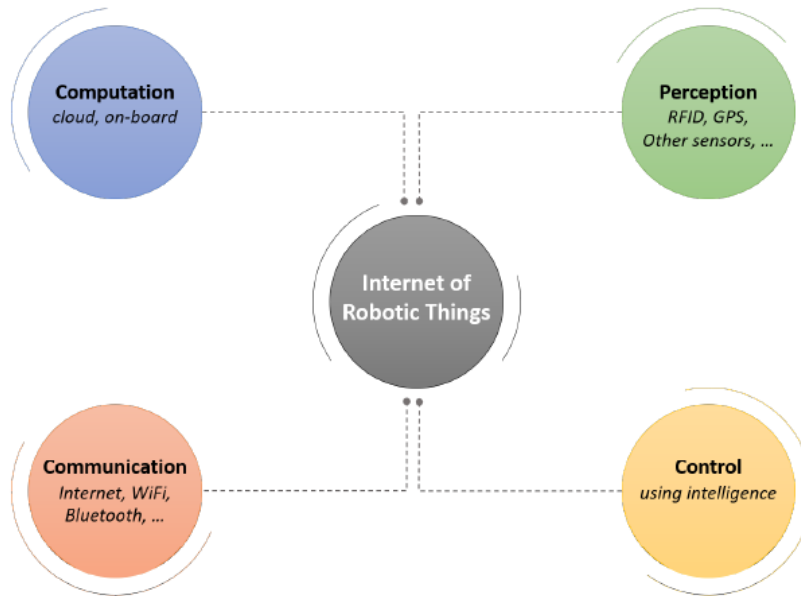 Computation
cloud, on-board
Perception
RFID, GPS,
Other sensors, ...
Internet of
Robotic Things
Communication
Internet, WiFi,
Bluetooth, ...
Control
using intelligence